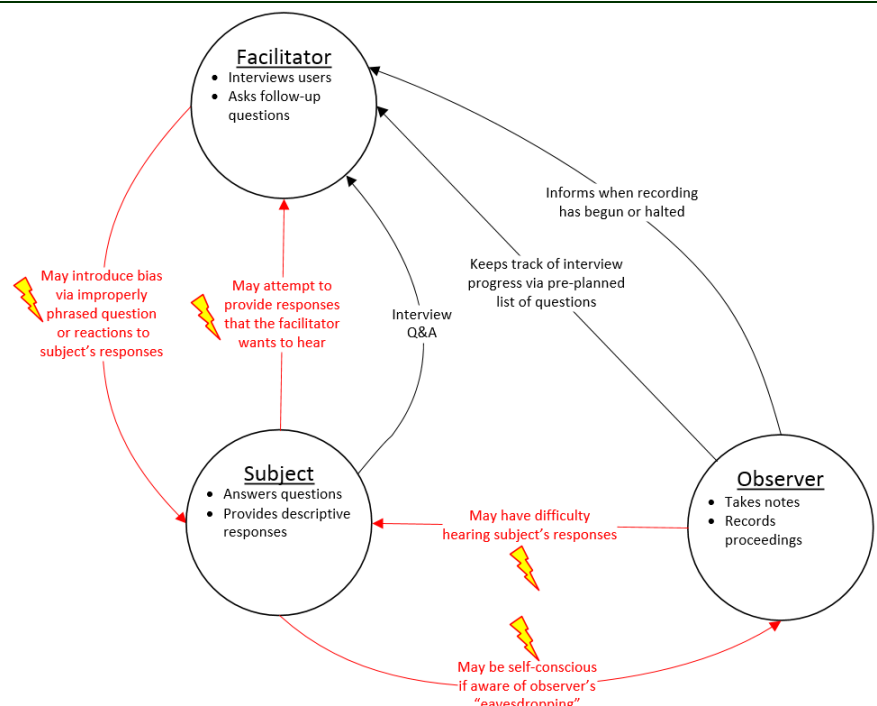 Facilitator
• Interviews users
• Asks follow-up
questions
Informs when recording
has begun or halted
Keeps track of interview
progress via pre-planned
list of questions
May introduce bias
via improperly
phrased question
or reactions to
subject’s responses
May attempt to
provide responses
that the facilitator
wants to hear
Interview
Q&A
Subject
• Answers questions
• Provides descriptive
responses
Observer
• Takes notes
• Records
proceedings
May have difficulty
hearing subject’s responses
May be self-conscious
if aware of observer’s
“eavesdropping”